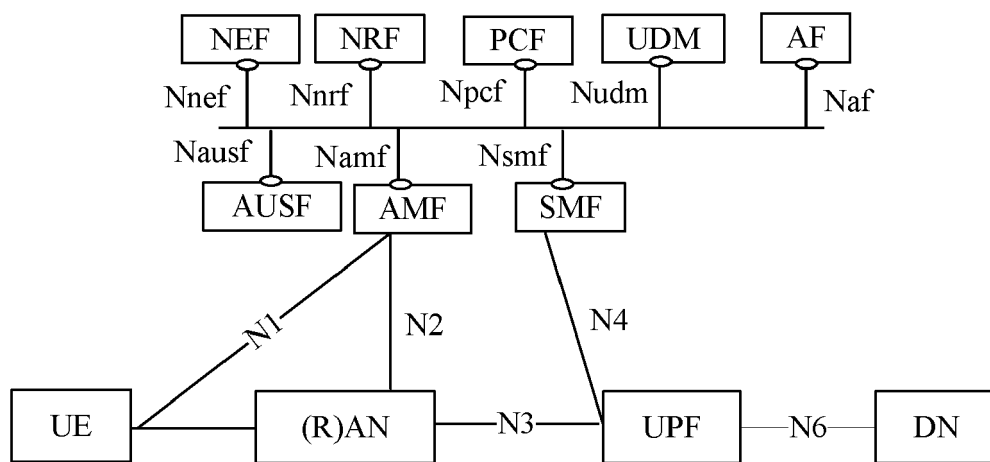 NEF NRF PCF UDM AF
Nnef Nnrf Npcf Nudm Naf
Nausf Namf Nsmf
AUSF AMF SMF
N1 N2 N4
UE (R)AN N3 UPF N6 DN